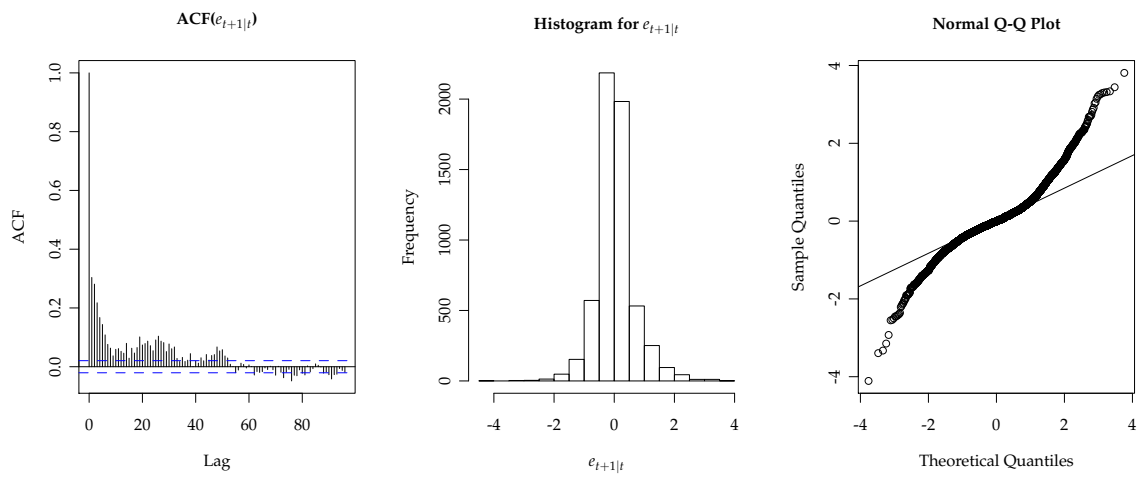 ACF(e_{t+1|t})
ACF
0.0 0.2 0.4 0.6 0.8 1.0
0 20 40 60 80
Lag
Histogram for e_{t+1|t}
Frequency
0 500 1000 1500 2000
-4 -2 0 2 4
e_{t+1|t}
Normal Q-Q Plot
Sample Quantiles
-4 -2 0 2 4
-4 -2 0 2 4
Theoretical Quantiles